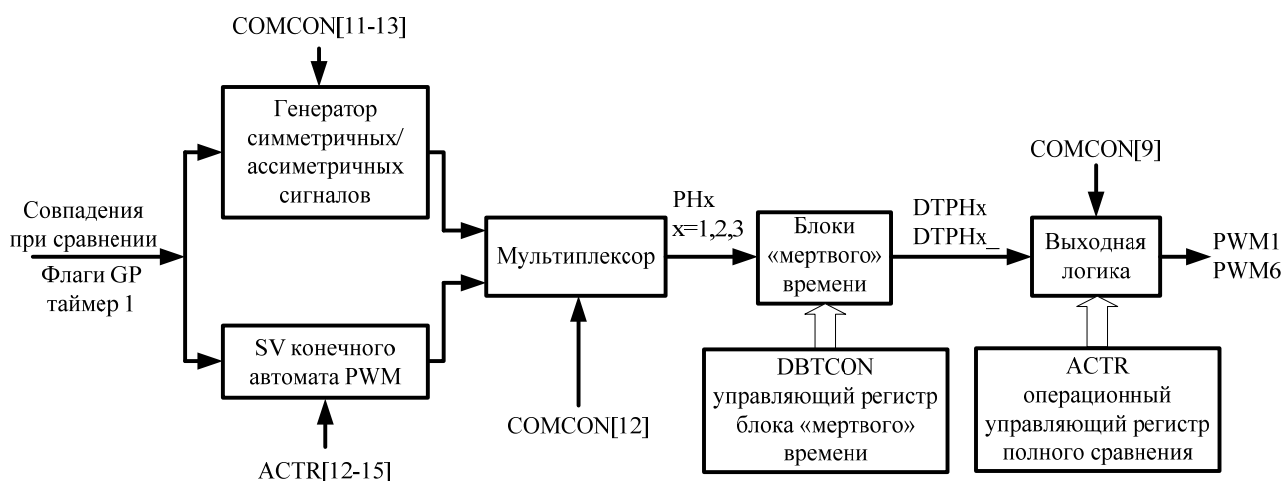 COMCON[11-13]
Генератор
симметричных/
ассиметричных
сигналов
Совпадения
при сравнении
Флаги GP
таймер 1
SV конечного
автомата PWM
ACTR[12-15]
Мультиплексор
COMCON[12]
PHx
x=1,2,3
Блоки
«мертвого»
времени
DBTCON
управляющий регистр
блока «мертвого»
времени
DTPHx
DTPHx_
COMCON[9]
Выходная
логика
ACTR
операционный
управляющий регистр
полного сравнения
PWM1
PWM6